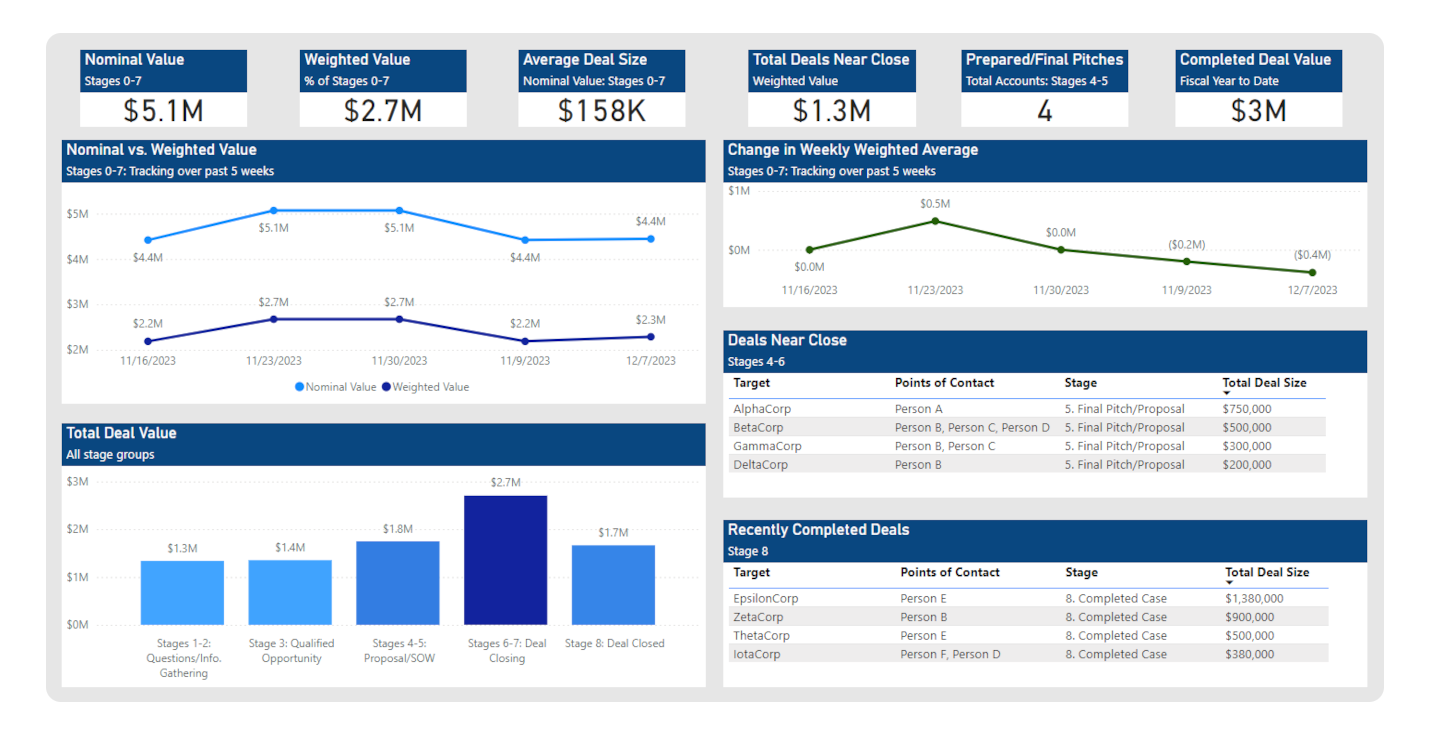 Nominal Value
Stages 0-7
$5.1M
Weighted Value
% of Stages 0-7
$2.7M
Average Deal Size
Nominal Value: Stages 0-7
$158K
Total Deals Near Close
Weighted Value
$1.3M
Prepared/Final Pitches
Total Accounts: Stages 4-5
4
Completed Deal Value
Fiscal Year to Date
$3M
Nominal vs. Weighted Value
Stages 0-7: Tracking over past 5 weeks
$5M
$4M
$3M
$2M
$4.4M
$5.1M
$5.1M
$4.4M
$4.4M
$2.2M
$2.7M
$2.7M
$2.2M
$2.3M
11/16/2023
11/23/2023
11/30/2023
11/9/2023
12/7/2023
Nominal Value
Weighted Value
Change in Weekly Weighted Average
Stages 0-7: Tracking over past 5 weeks
$1M
$0M
$0.0M
$0.5M
$0.0M
($0.2M)
($0.4M)
11/16/2023
11/23/2023
11/30/2023
11/9/2023
12/7/2023
Total Deal Value
All stage groups
$3M
$2M
$1M
$0M
$1.3M
$1.4M
$1.8M
$2.7M
$1.7M
Stages 1-2:
Questions/Info.
Gathering
Stage 3: Qualified
Opportunity
Stages 4-5:
Proposal/SOW
Stages 6-7: Deal
Closing
Stage 8: Deal Closed
Deals Near Close
Stages 4-6
Target Points of Contact Stage Total Deal Size
AlphaCorp Person A 5. Final Pitch/Proposal $750,000
BetaCorp Person B, Person C, Person D 5. Final Pitch/Proposal $500,000
GammaCorp Person B, Person C 5. Final Pitch/Proposal $300,000
DeltaCorp Person B 5. Final Pitch/Proposal $200,000
Recently Completed Deals
Stage 8
Target Points of Contact Stage Total Deal Size
EpsilonCorp Person E 8. Completed Case $1,380,000
ZetaCorp Person B 8. Completed Case $900,000
ThetaCorp Person E 8. Completed Case $500,000
IotaCorp Person F, Person D 8. Completed Case $380,000